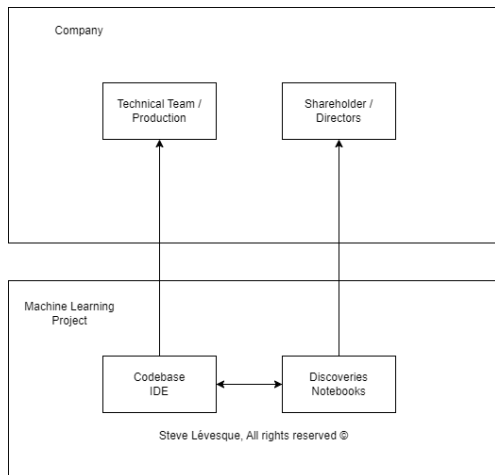 Company
Technical Team /
Production
Shareholder /
Directors
Machine Learning
Project
Codebase
IDE
Discoveries
Notebooks
Steve Lévesque, All rights reserved ©